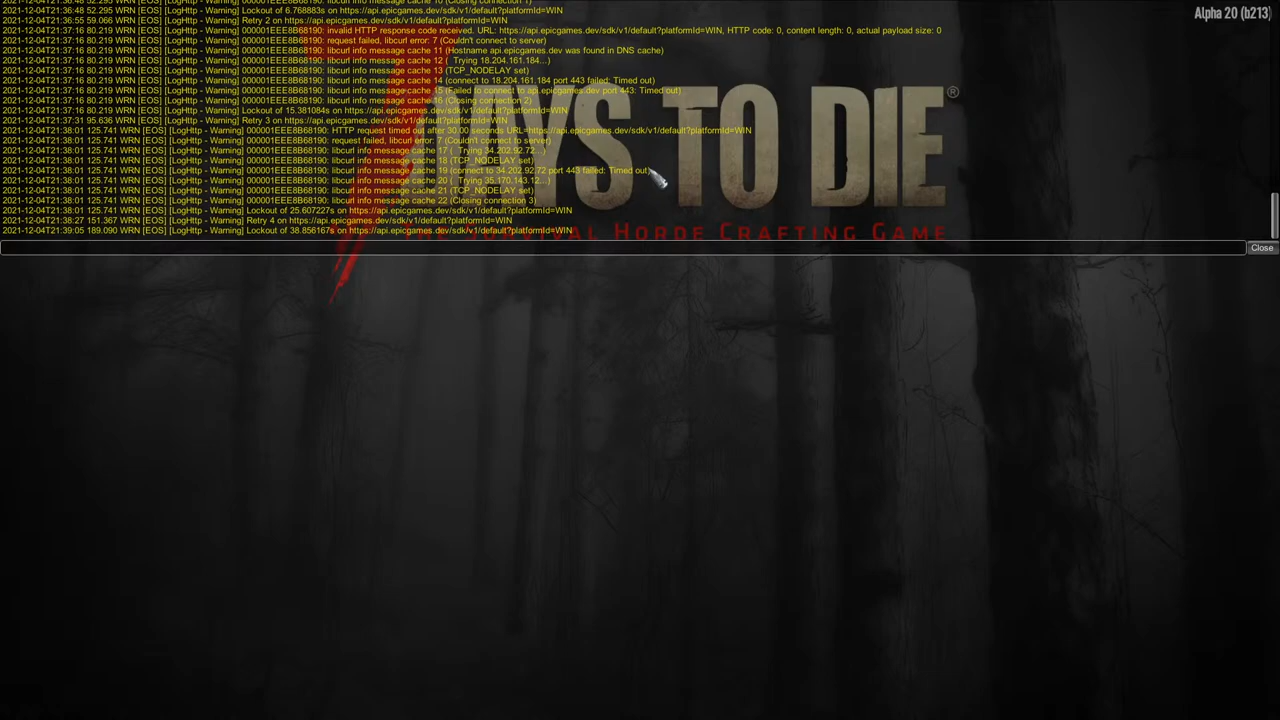 2021-12-04T21:36:48 52.295 WRN [EOS] [LogHttp - Warning] 000001EEE8B68190: libcurl info message cache 10 (Closing connection 1)
2021-12-04T21:36:48 52.295 WRN [EOS] [LogHttp - Warning] Lockout of 6.768883s on https://api.epicgames.dev/sdk/v1/default?platformId=WIN
2021-12-04T21:36:55 59.066 WRN [EOS] [LogHttp - Warning] Retry 2 on https://api.epicgames.dev/sdk/v1/default?platformId=WIN
2021-12-04T21:37:16 80.219 WRN [EOS] [LogHttp - Warning] 000001EEE8B68190: invalid HTTP response code received. URL: https://api.epicgames.dev/sdk/v1/default?platformId=WIN, HTTP code: 0, content length: 0, actual payload size: 0
2021-12-04T21:37:16 80.219 WRN [EOS] [LogHttp - Warning] 000001EEE8B68190: request failed, libcurl error: 7 (Couldn't connect to server)
2021-12-04T21:37:16 80.219 WRN [EOS] [LogHttp - Warning] 000001EEE8B68190: libcurl info message cache 11 (Hostname api.epicgames.dev was found in DNS cache)
2021-12-04T21:37:16 80.219 WRN [EOS] [LogHttp - Warning] 000001EEE8B68190: libcurl info message cache 12 (  Trying 18.204.161.184...)
2021-12-04T21:37:16 80.219 WRN [EOS] [LogHttp - Warning] 000001EEE8B68190: libcurl info message cache 13 (TCP_NODELAY set)
2021-12-04T21:37:16 80.219 WRN [EOS] [LogHttp - Warning] 000001EEE8B68190: libcurl info message cache 14 (connect to 18.204.161.184 port 443 failed: Timed out)
2021-12-04T21:37:16 80.219 WRN [EOS] [LogHttp - Warning] 000001EEE8B68190: libcurl info message cache 15 (Failed to connect to api.epicgames.dev port 443: Timed out)
2021-12-04T21:37:16 80.219 WRN [EOS] [LogHttp - Warning] 000001EEE8B68190: libcurl info message cache 16 (Closing connection 2)
2021-12-04T21:37:16 80.219 WRN [EOS] [LogHttp - Warning] Lockout of 15.381084s on https://api.epicgames.dev/sdk/v1/default?platformId=WIN
2021-12-04T21:37:31 95.636 WRN [EOS] [LogHttp - Warning] Retry 3 on https://api.epicgames.dev/sdk/v1/default?platformId=WIN
2021-12-04T21:38:01 125.741 WRN [EOS] [LogHttp - Warning] 000001EEE8B68190: HTTP request timed out after 30.00 seconds URL=https://api.epicgames.dev/sdk/v1/default?platformId=WIN
2021-12-04T21:38:01 125.741 WRN [EOS] [LogHttp - Warning] 000001EEE8B68190: request failed, libcurl error: 7 (Couldn't connect to server)
2021-12-04T21:38:01 125.741 WRN [EOS] [LogHttp - Warning] 000001EEE8B68190: libcurl info message cache 17 (  Trying 34.202.92.72...)
2021-12-04T21:38:01 125.741 WRN [EOS] [LogHttp - Warning] 000001EEE8B68190: libcurl info message cache 18 (TCP_NODELAY set)
2021-12-04T21:38:01 125.741 WRN [EOS] [LogHttp - Warning] 000001EEE8B68190: libcurl info message cache 19 (connect to 34.202.92.72 port 443 failed: Timed out)
2021-12-04T21:38:01 125.741 WRN [EOS] [LogHttp - Warning] 000001EEE8B68190: libcurl info message cache 20 (  Trying 35.170.143.12...)
2021-12-04T21:38:01 125.741 WRN [EOS] [LogHttp - Warning] 000001EEE8B68190: libcurl info message cache 21 (TCP_NODELAY set)
2021-12-04T21:38:01 125.741 WRN [EOS] [LogHttp - Warning] 000001EEE8B68190: libcurl info message cache 22 (Closing connection 3)
2021-12-04T21:38:01 125.741 WRN [EOS] [LogHttp - Warning] Lockout of 25.607227s on https://api.epicgames.dev/sdk/v1/default?platformId=WIN
2021-12-04T21:38:27 151.367 WRN [EOS] [LogHttp - Warning] Retry 4 on https://api.epicgames.dev/sdk/v1/default?platformId=WIN
2021-12-04T21:39:05 189.090 WRN [EOS] [LogHttp - Warning] Lockout of 38.856167s on https://api.epicgames.dev/sdk/v1/default?platformId=WIN
Alpha 20 (b213)
7 DAYS TO DIE®
THE SURVIVAL HORDE CRAFTING GAME
Close